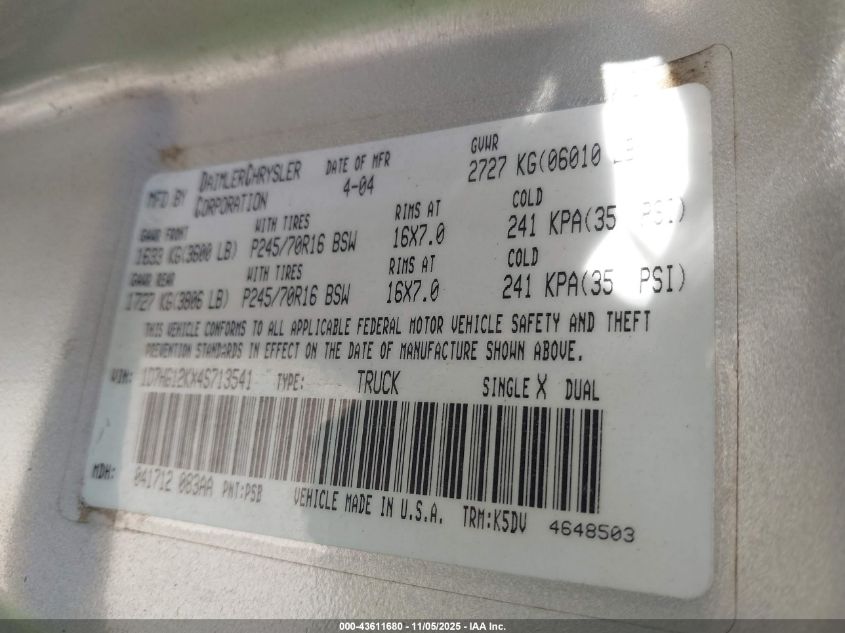 MFD BY DAIMLERCHRYSLER CORPORATION DATE OF MFR 4-04 GVWR 2727 KG(06010 LB
GAWR FRONT WITH TIRES RIMS AT COLD
1633 KG(3600 LB) P245/70R16 BSW 16X7.0 241 KPA(35 PSI)
GAWR REAR WITH TIRES RIMS AT COLD
1727 KG(3806 LB) P245/70R16 BSW 16X7.0 241 KPA(35 PSI)
THIS VEHICLE CONFORMS TO ALL APPLICABLE FEDERAL MOTOR VEHICLE SAFETY AND THEFT
PREVENTION STANDARDS IN EFFECT ON THE DATE OF MANUFACTURE SHOWN ABOVE.
VIN: 1D7HG12KX4S713541 TYPE: TRUCK SINGLE X DUAL
MDH: 041712 083AA PNT:PSB VEHICLE MADE IN U.S.A. TRM:K5DV 4648503
000-43611680 - 11/05/2025 - IAA Inc.